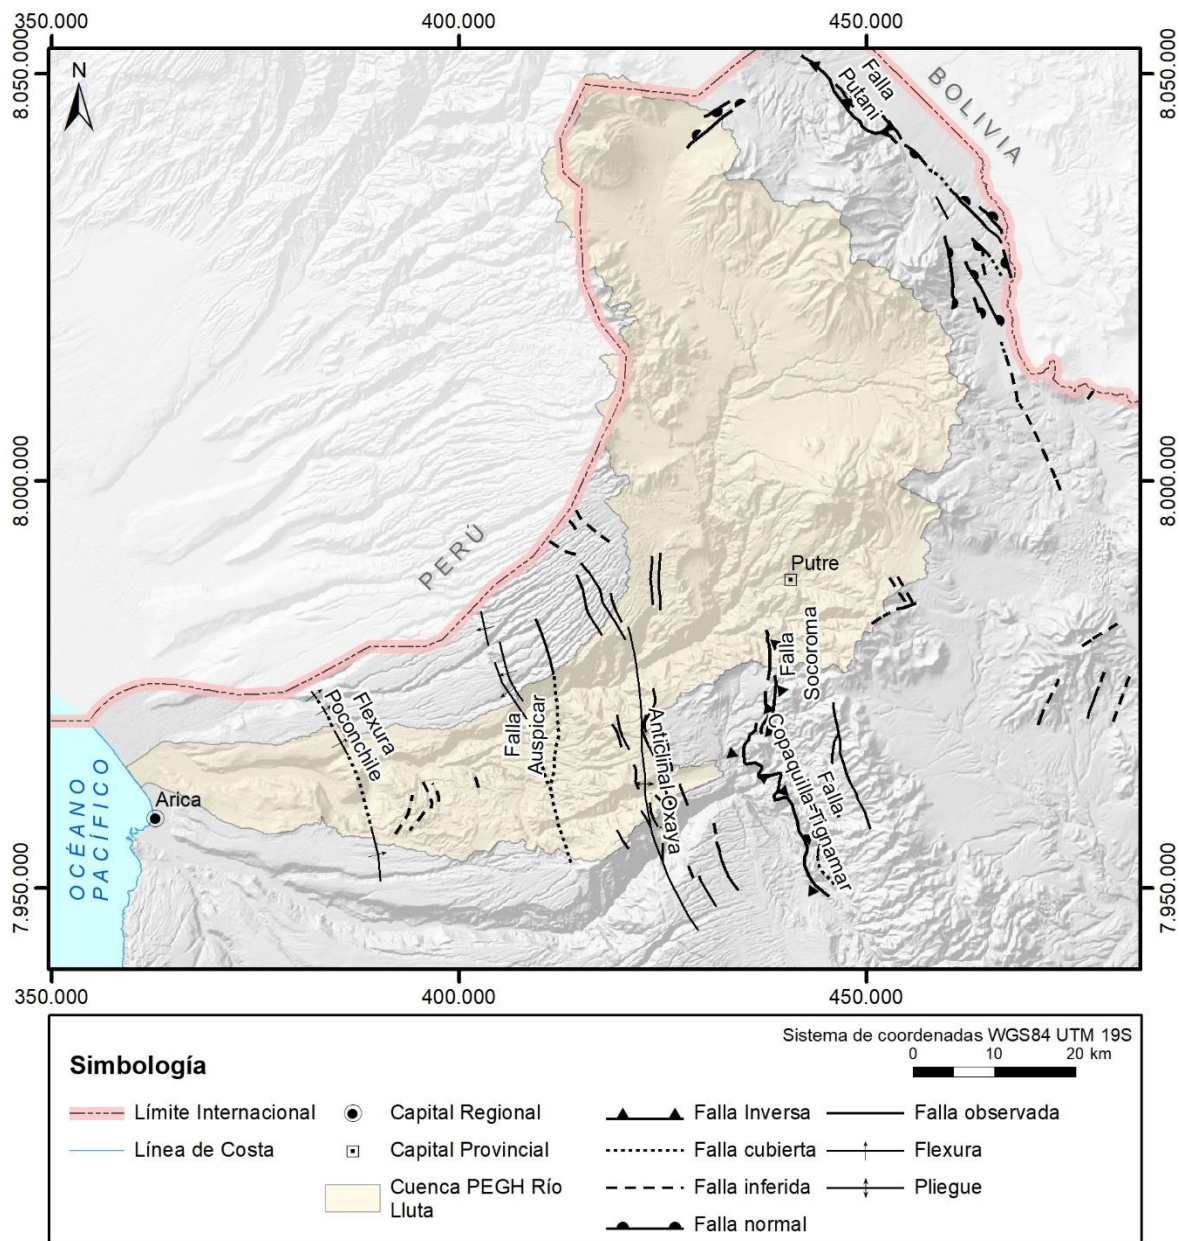 350.000
400.000
450.000
8.050.000
8.050.000
N
Falla
Putani
BOLIVIA
8.000.000
8.000.000
PERÚ
Putre
Falla
Socoroma
Flexura
Poconchile
Falla
Auspicar
Anticlinal Oxaya
Falla
Copaquilla-Tignamar
Arica
OCÉANO
PACÍFICO
7.950.000
7.950.000
350.000
400.000
450.000
Sistema de coordenadas WGS84 UTM 19S
0 10 20 km
Simbología
Límite Internacional
Capital Regional
Falla Inversa
Falla observada
Línea de Costa
Capital Provincial
Falla cubierta
Flexura
Cuenca PEGH Río
Lluta
Falla inferida
Pliegue
Falla normal